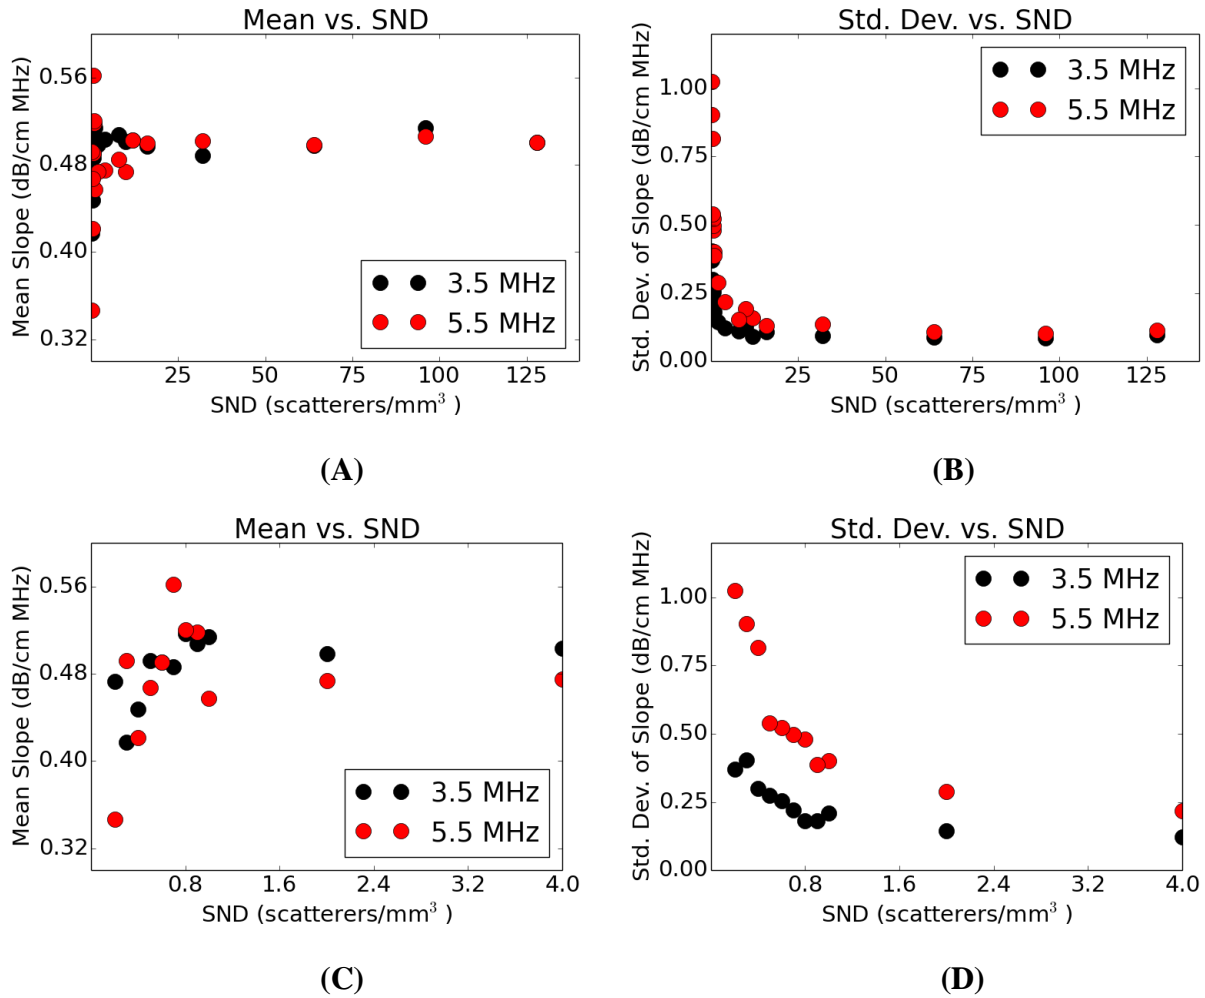 Mean vs. SND
Mean Slope (dB/cm MHz)
0.56
0.48
0.40
0.32
3.5 MHz
5.5 MHz
25 50 75 100 125
SND (scatterers/mm³ )
(A)
Std. Dev. vs. SND
Std. Dev. of Slope (dB/cm MHz)
1.00
0.75
0.50
0.25
0.00
3.5 MHz
5.5 MHz
25 50 75 100 125
SND (scatterers/mm³ )
(B)
Mean vs. SND
Mean Slope (dB/cm MHz)
0.56
0.48
0.40
0.32
3.5 MHz
5.5 MHz
0.8 1.6 2.4 3.2 4.0
SND (scatterers/mm³ )
(C)
Std. Dev. vs. SND
Std. Dev. of Slope (dB/cm MHz)
1.00
0.75
0.50
0.25
0.00
3.5 MHz
5.5 MHz
0.8 1.6 2.4 3.2 4.0
SND (scatterers/mm³ )
(D)